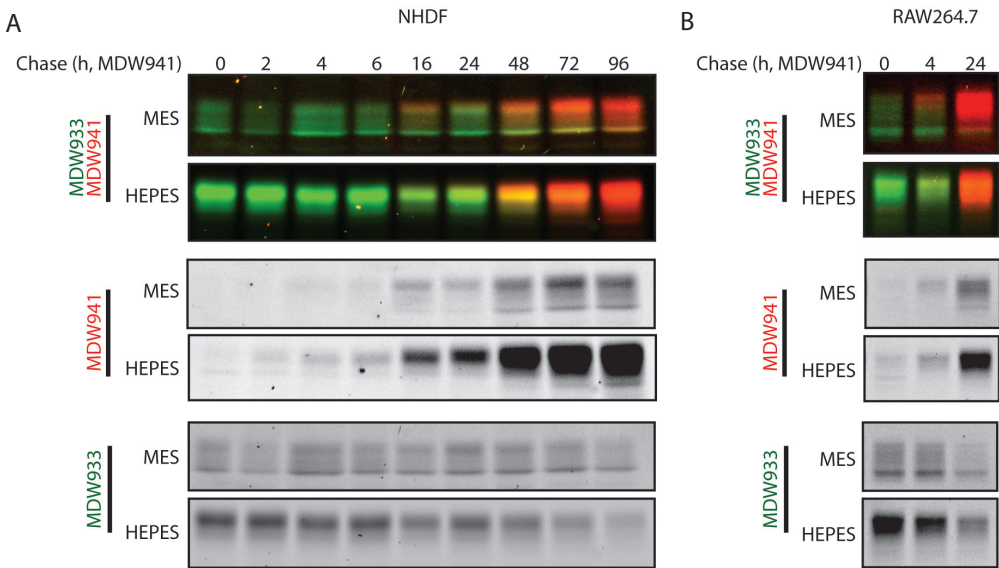 A
NHDF
Chase (h, MDW941) 0 2 4 6 16 24 48 72 96
MDW933
MDW941
MES
HEPES
MDW941
MES
HEPES
MDW933
MES
HEPES
B
RAW264.7
Chase (h, MDW941) 0 4 24
MDW933
MDW941
MES
HEPES
MDW941
MES
HEPES
MDW933
MES
HEPES